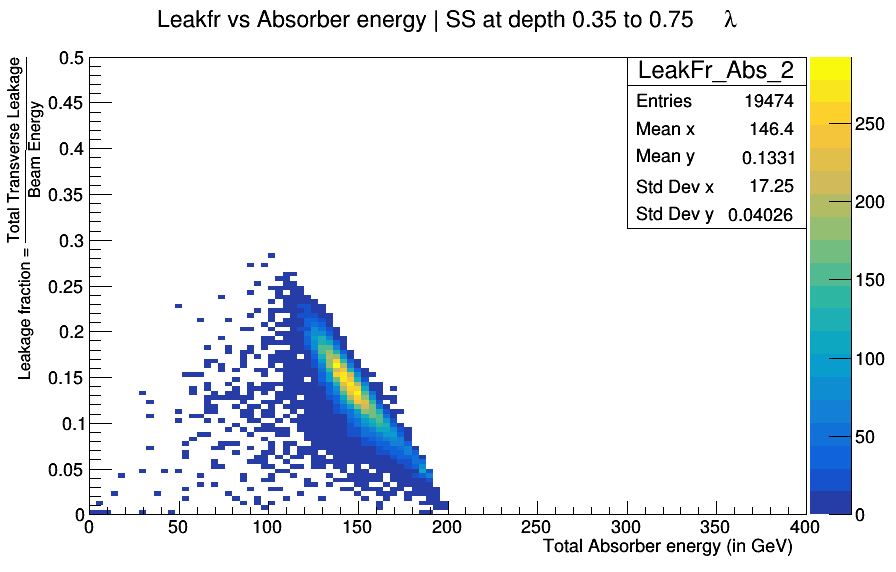 Leakfr vs Absorber energy | SS at depth 0.35 to 0.75 λ
LeakFr_Abs_2
Entries 19474
Mean x 146.4
Mean y 0.1331
Std Dev x 17.25
Std Dev y 0.04026
Leakage fraction = Total Transverse Leakage
Beam Energy
0.5
0.45
0.4
0.35
0.3
0.25
0.2
0.15
0.1
0.05
0
0 50 100 150 200 250 300 350 400
Total Absorber energy (in GeV)
250
200
150
100
50
0